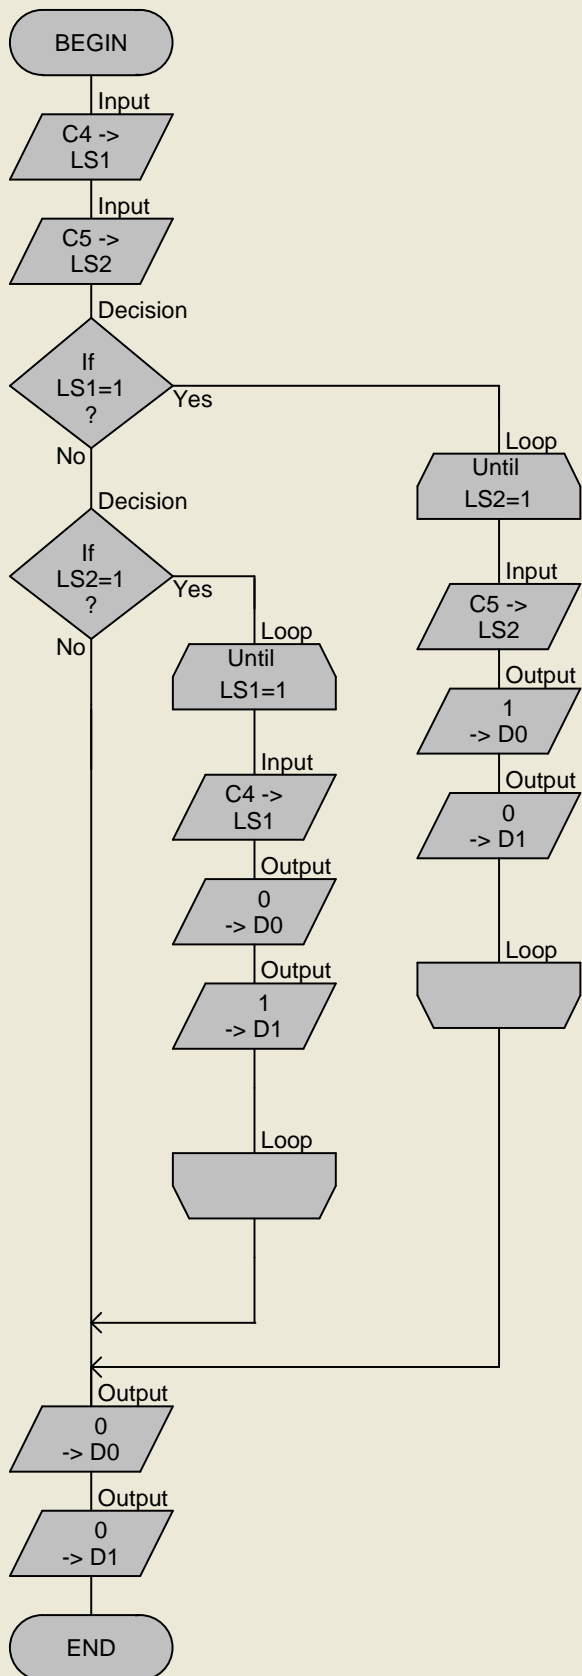 BEGIN
Input
C4 ->
LS1
Input
C5 ->
LS2
Decision
If
LS1=1
?
Yes
No
Decision
If
LS2=1
?
Yes
No
Loop
Until
LS1=1
Input
C4 ->
LS1
Output
0
-> D0
Output
1
-> D1
Loop
Loop
Until
LS2=1
Input
C5 ->
LS2
Output
1
-> D0
Output
0
-> D1
Loop
Output
0
-> D0
Output
0
-> D1
END